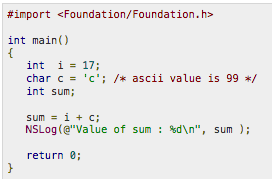 #import <Foundation/Foundation.h>
int main()
{
int  i = 17;
char c = 'c'; /* ascii value is 99 */
int sum;
sum = i + c;
NSLog(@"Value of sum : %d\n", sum );
return 0;
}